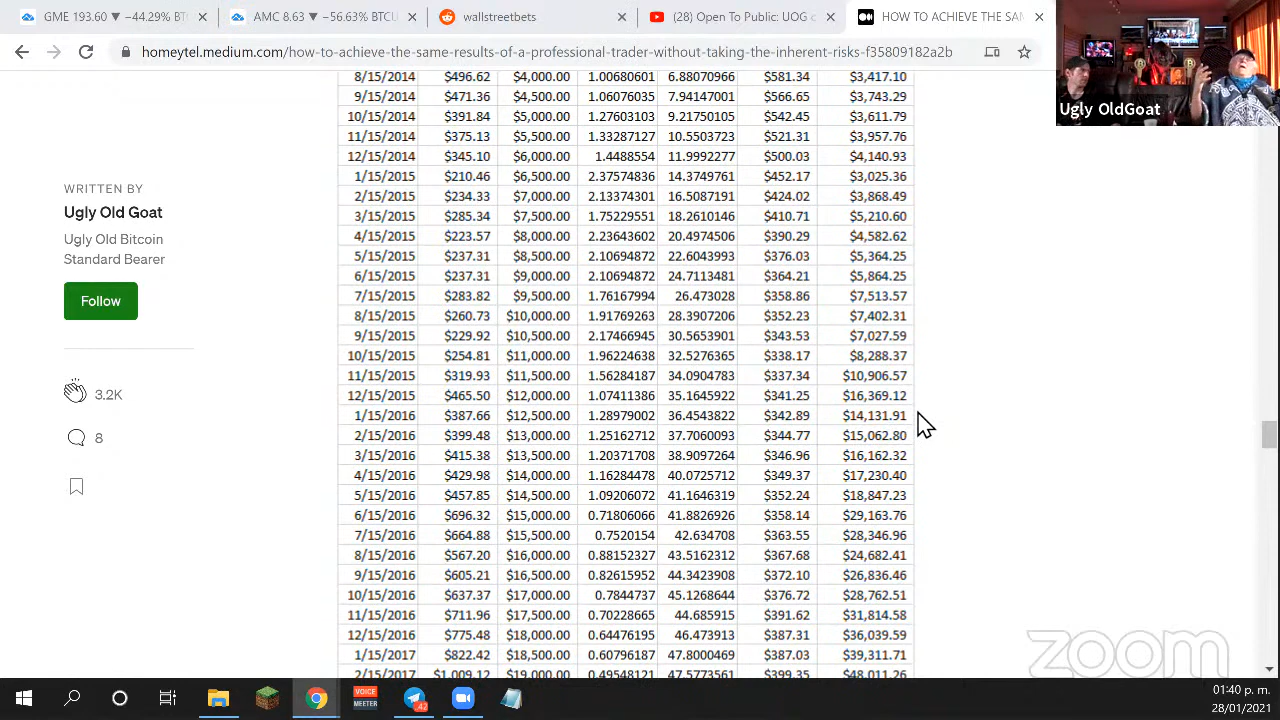 GME 193.60 ▼ −44.29% BT
AMC 8.63 ▼ −56.63% BTCU
wallstreetbets
(28) Open To Public: UOG c
HOW TO ACHIEVE THE SAM
homeytel.medium.com/how-to-achieve-
professional-trader-without-taking-the-inherent-risks-f35809182a2b
Ugly OldGoat
WRITTEN BY
Ugly Old Goat
Ugly Old Bitcoin
Standard Bearer
Follow
3.2K
8
8/15/2014 $496.62 $4,000.00 1.00680601 6.88070968 $581.34 $3,417.10
9/15/2014 $471.36 $4,500.00 1.06076035 7.94147001 $566.65 $3,743.29
10/15/2014 $391.84 $5,000.00 1.27603103 9.21750105 $542.45 $3,611.79
11/15/2014 $375.13 $5,500.00 1.33287127 10.5503723 $521.31 $3,957.76
12/15/2014 $345.10 $6,000.00 1.4488554 11.9992277 $500.03 $4,140.93
1/15/2015 $210.46 $6,500.00 2.37574836 14.3749761 $452.17 $3,025.36
2/15/2015 $234.33 $7,000.00 2.13374301 16.5087191 $424.02 $3,868.49
3/15/2015 $285.34 $7,500.00 1.75229551 18.2610146 $410.71 $5,210.60
4/15/2015 $223.57 $8,000.00 2.23643602 20.4974506 $390.29 $4,582.62
5/15/2015 $237.31 $8,500.00 2.10694872 22.6043993 $376.03 $5,364.25
6/15/2015 $237.31 $9,000.00 2.10694872 24.7113481 $364.21 $5,864.25
7/15/2015 $283.82 $9,500.00 1.76167994 26.473028 $358.86 $7,513.57
8/15/2015 $260.73 $10,000.00 1.91769263 28.3907206 $352.23 $7,402.31
9/15/2015 $229.92 $10,500.00 2.17466945 30.5653901 $343.53 $7,027.59
10/15/2015 $254.81 $11,000.00 1.96224638 32.5276365 $338.17 $8,288.37
11/15/2015 $319.93 $11,500.00 1.56284187 34.0904783 $337.34 $10,906.57
12/15/2015 $465.50 $12,000.00 1.07411386 35.1645922 $341.25 $16,369.12
1/15/2016 $387.66 $12,500.00 1.28979002 36.4543822 $342.89 $14,131.91
2/15/2016 $399.48 $13,000.00 1.25162712 37.7060093 $344.77 $15,062.80
3/15/2016 $415.38 $13,500.00 1.20371708 38.9097264 $346.96 $16,162.32
4/15/2016 $429.98 $14,000.00 1.16284478 40.0725712 $349.37 $17,230.40
5/15/2016 $457.85 $14,500.00 1.09206072 41.1646319 $352.24 $18,847.23
6/15/2016 $696.32 $15,000.00 0.71806066 41.8826926 $358.14 $29,163.76
7/15/2016 $664.88 $15,500.00 0.7520154 42.634708 $363.55 $28,346.96
8/15/2016 $567.20 $16,000.00 0.88152327 43.5162312 $367.68 $24,682.41
9/15/2016 $605.21 $16,500.00 0.82615952 44.3423908 $372.10 $26,836.46
10/15/2016 $637.37 $17,000.00 0.7844737 45.1268644 $376.72 $28,762.51
11/15/2016 $711.96 $17,500.00 0.70228665 44.685915 $391.62 $31,814.58
12/15/2016 $775.48 $18,000.00 0.64476195 46.473913 $387.31 $36,039.59
1/15/2017 $822.42 $18,500.00 0.60796187 47.8000469 $387.03 $39,311.71
2/15/2017 $1,009.12 $19,000.00 0.49548121 47.5773561 $399.35 $48,011.26
zoom
VOICE
MEETER
42
01:40 p. m.
28/01/2021